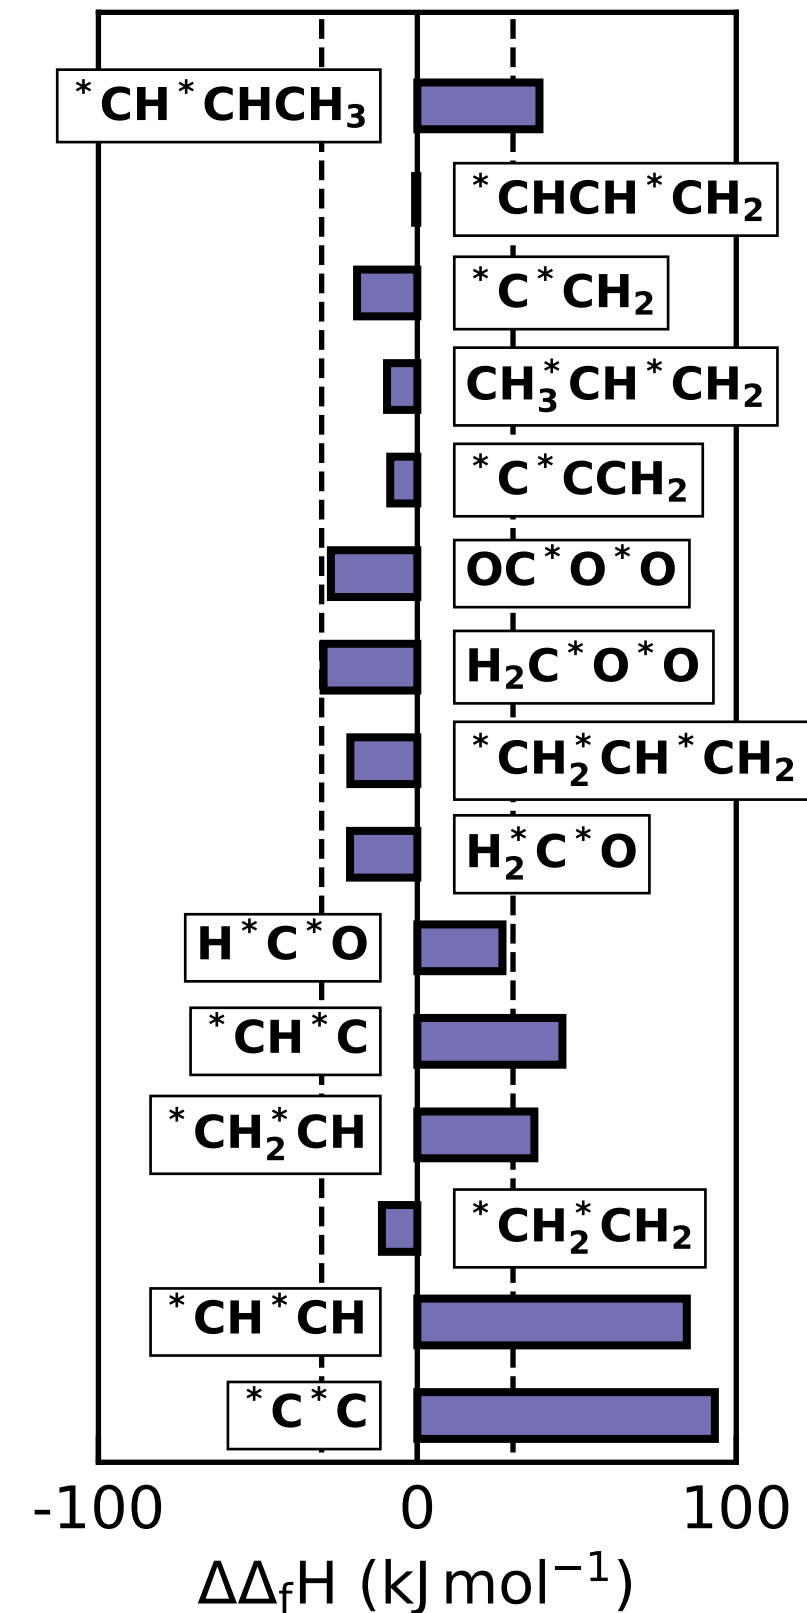 *CH*CHCH₃
*CHCH*CH₂
*C*CH₂
CH₃*CH*CH₂
*C*CCH₂
OC*O*O
H₂C*O*O
*CH₂*CH*CH₂
H₂*C*O
H*C*O
*CH*C
*CH₂*CH
*CH₂*CH₂
*CH*CH
*C*C
-100 0 100
ΔΔfH (kJ mol⁻¹)